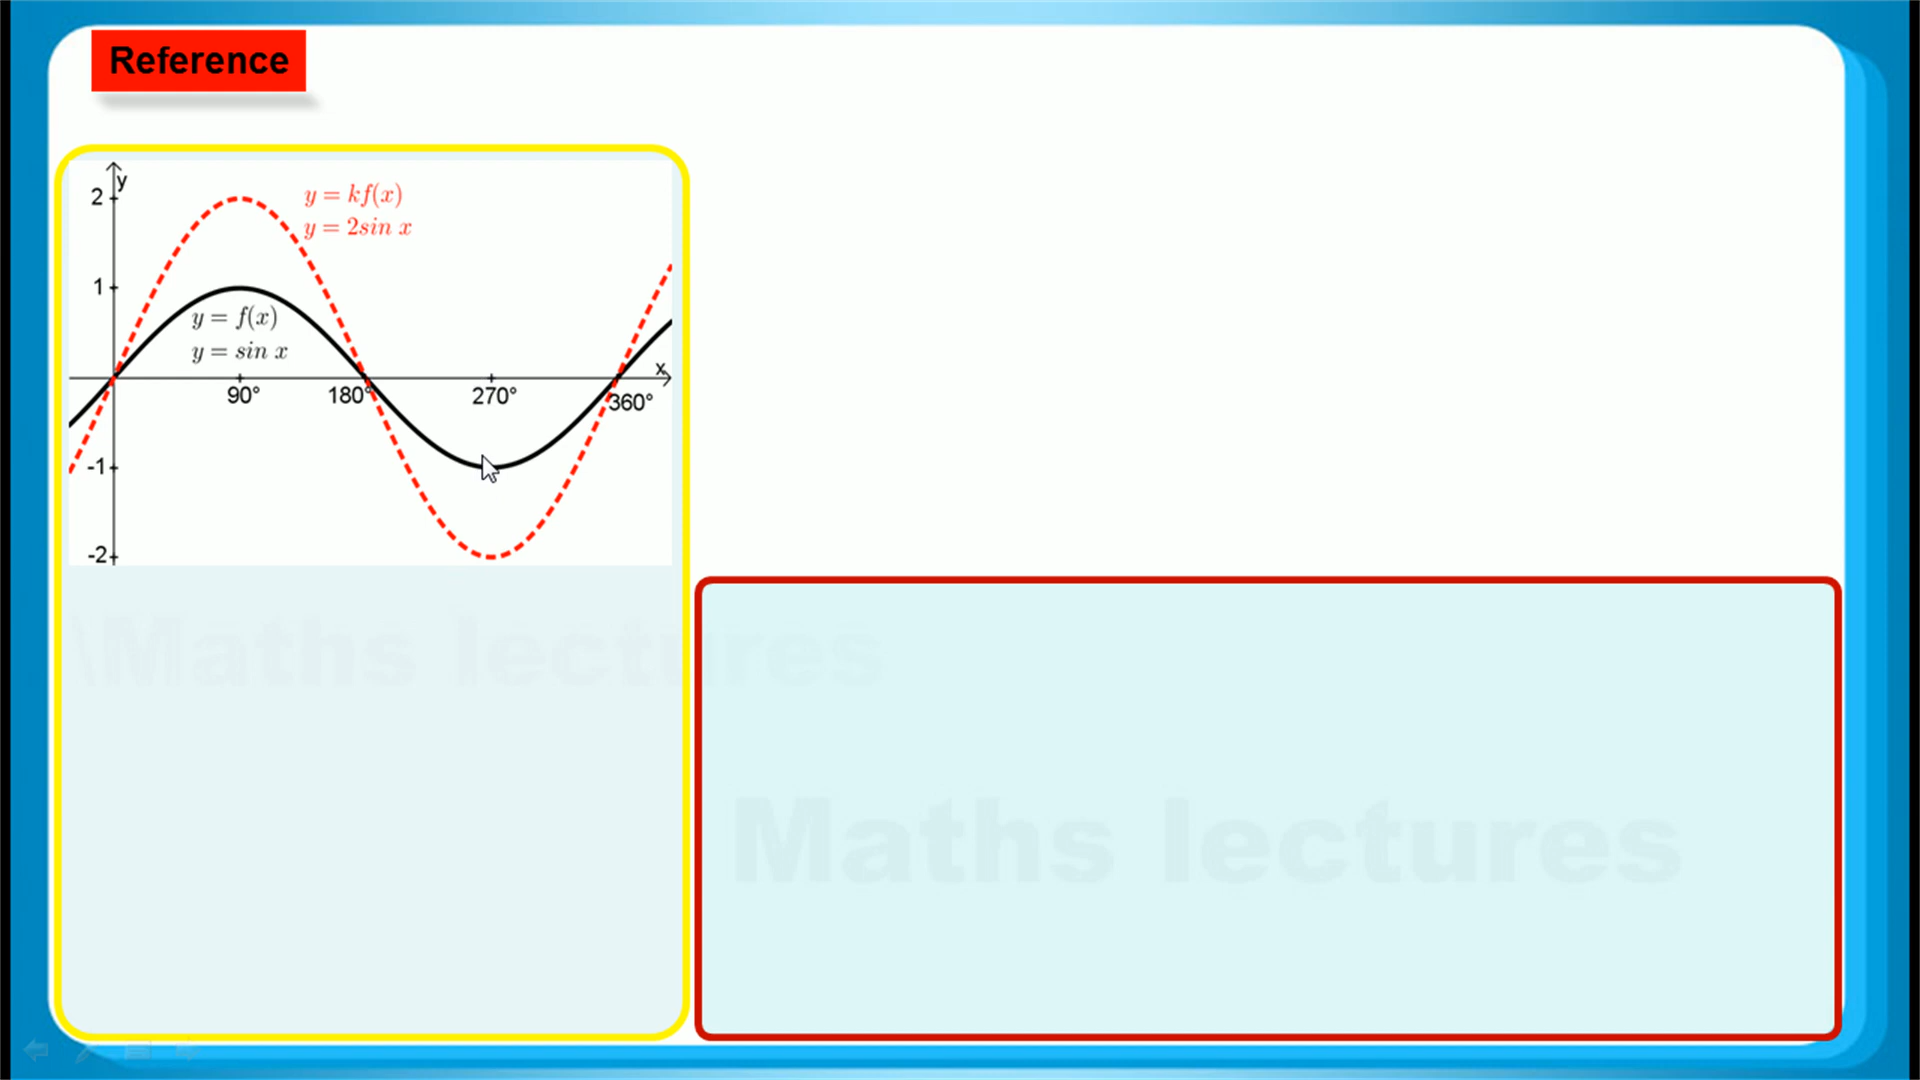 Reference
y
2
y = kf(x)
y = 2sin x
1
y = f(x)
y = sin x
x
90°
180°
270°
360°
-1
-2
Maths lectures
Maths lectures